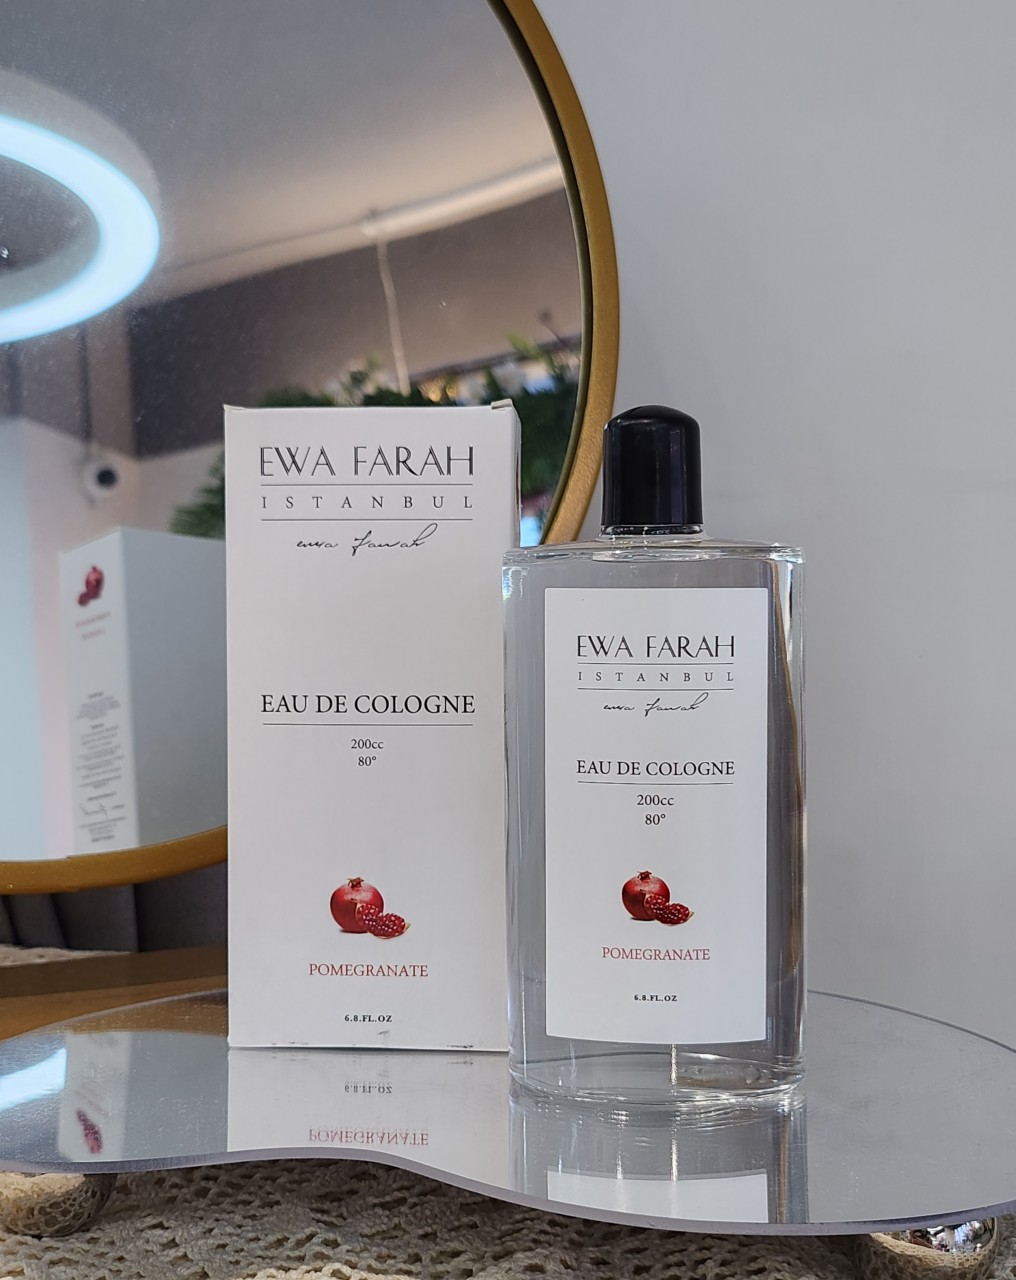 EWA FARAH
ISTANBUL
ewa farah
EAU DE COLOGNE
200cc
80°
POMEGRANATE
6.8.FL.OZ
EWA FARAH
ISTANBUL
ewa farah
EAU DE COLOGNE
200cc
80°
POMEGRANATE
6.8.FL.OZ